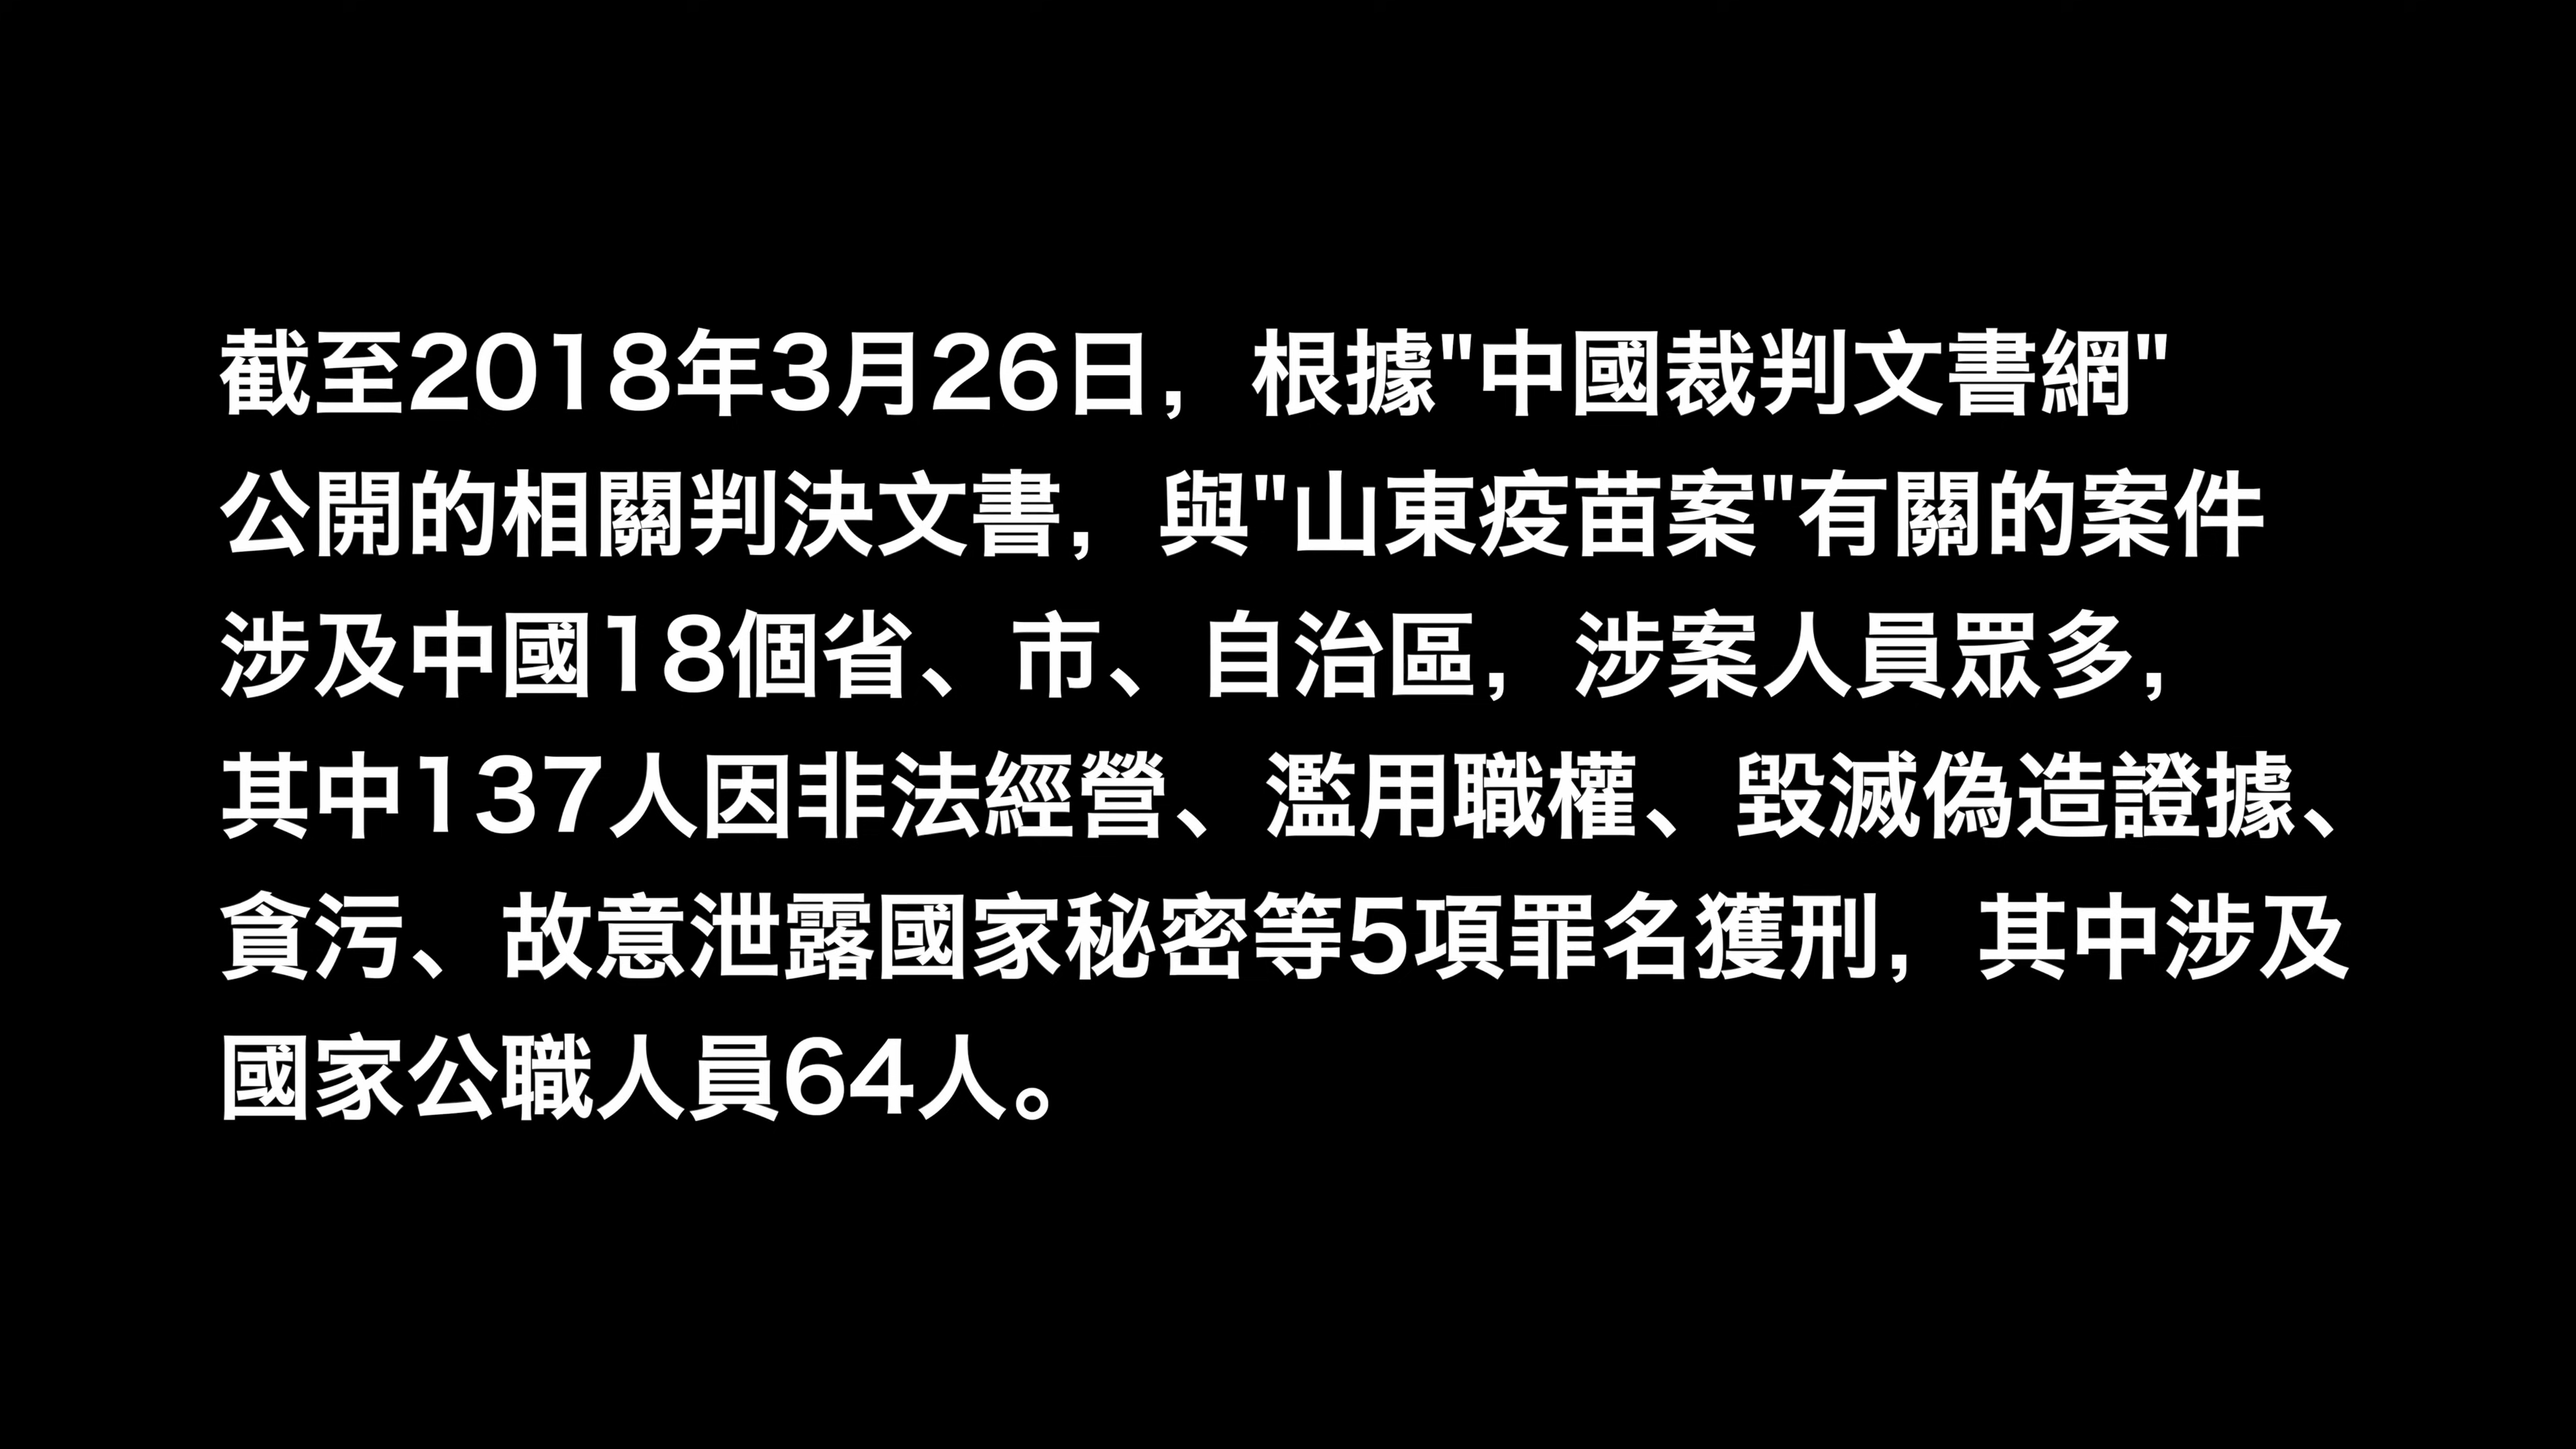 截至2018年3月26日，根據"中國裁判文書網"
公開的相關判決文書，與"山東疫苗案"有關的案件
涉及中國18個省、市、自治區，涉案人員眾多，
其中137人因非法經營、濫用職權、毀滅偽造證據、
貪污、故意泄露國家秘密等5項罪名獲刑，其中涉及
國家公職人員64人。